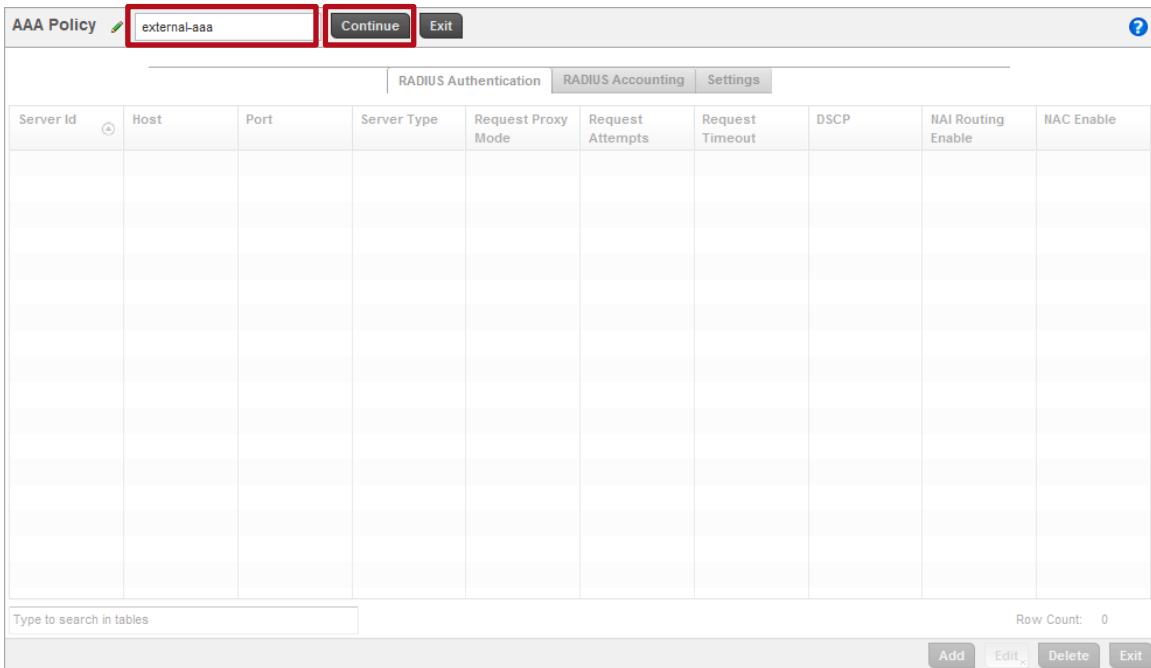 AAA Policy external-aaa Continue Exit ?
RADIUS Authentication RADIUS Accounting Settings
Server Id Host Port Server Type Request Proxy Mode Request Attempts Request Timeout DSCP NAI Routing Enable NAC Enable
Type to search in tables Row Count: 0
Add Edit Delete Exit